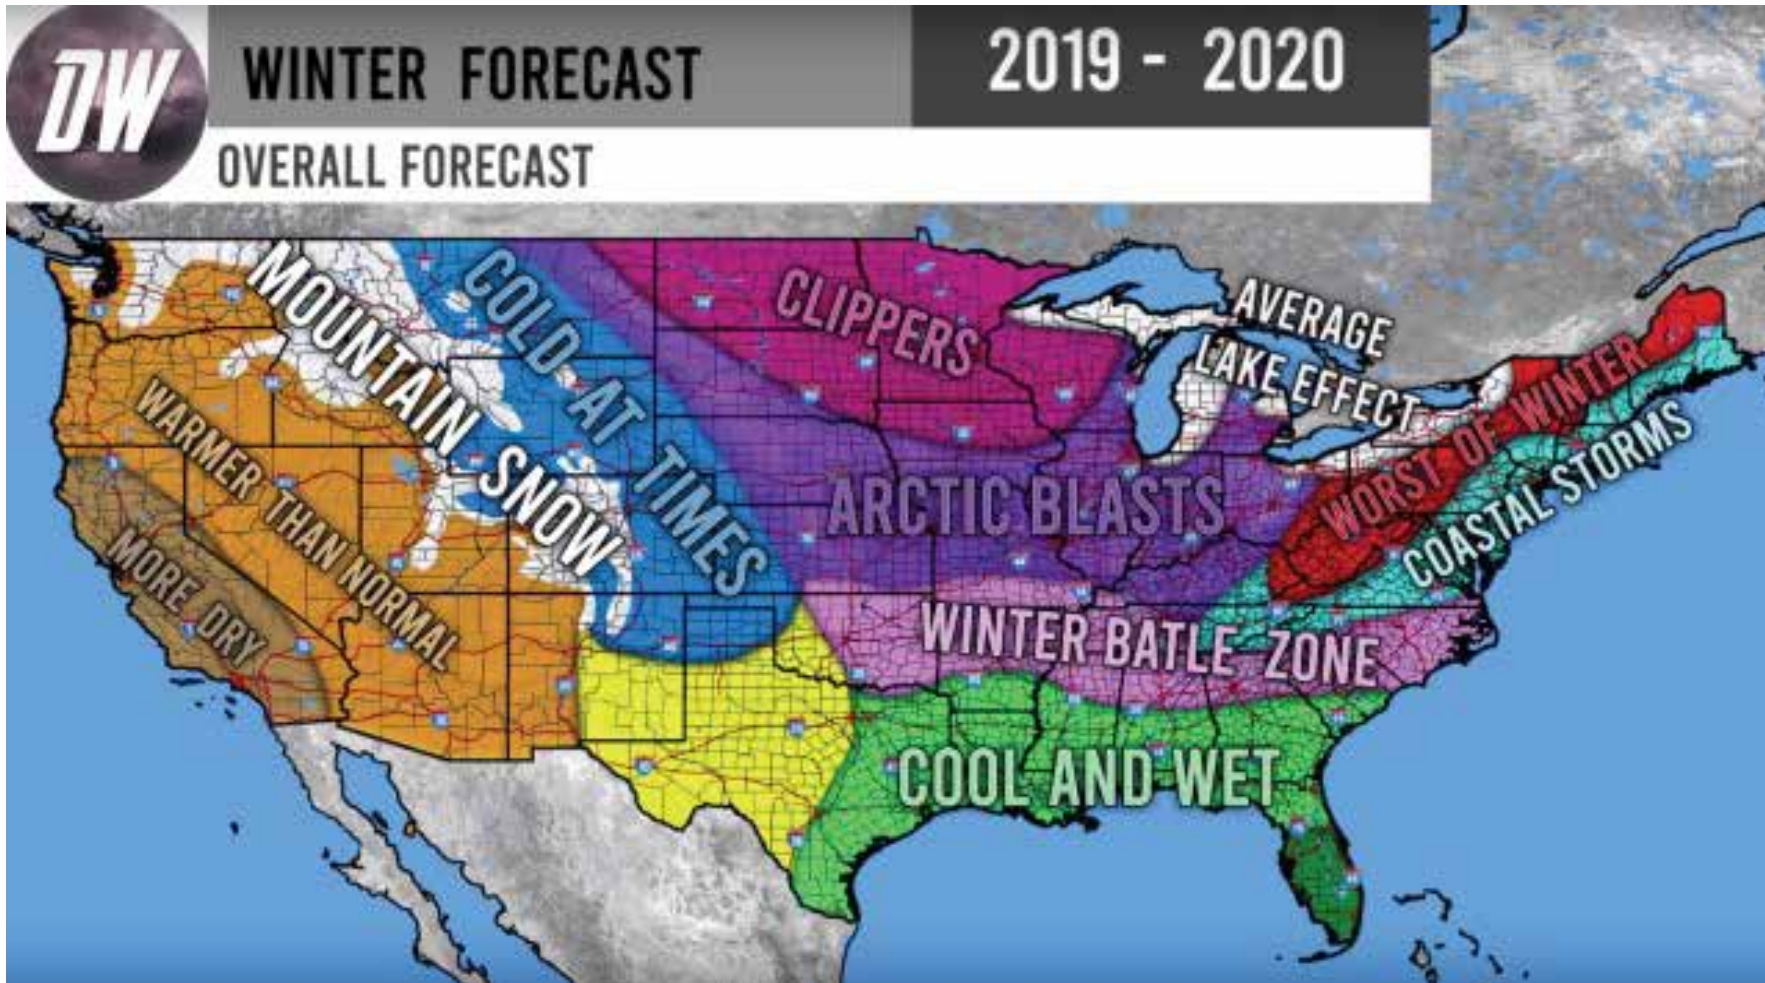 DW
WINTER FORECAST
2019 - 2020
OVERALL FORECAST
MOUNTAIN SNOW
COLD AT TIMES
CLIPPERS
AVERAGE
LAKE EFFECT
WORST OF WINTER
COASTAL STORMS
WARMER THAN NORMAL
MORE DRY
ARCTIC BLASTS
WINTER BATLE ZONE
COOL AND WET